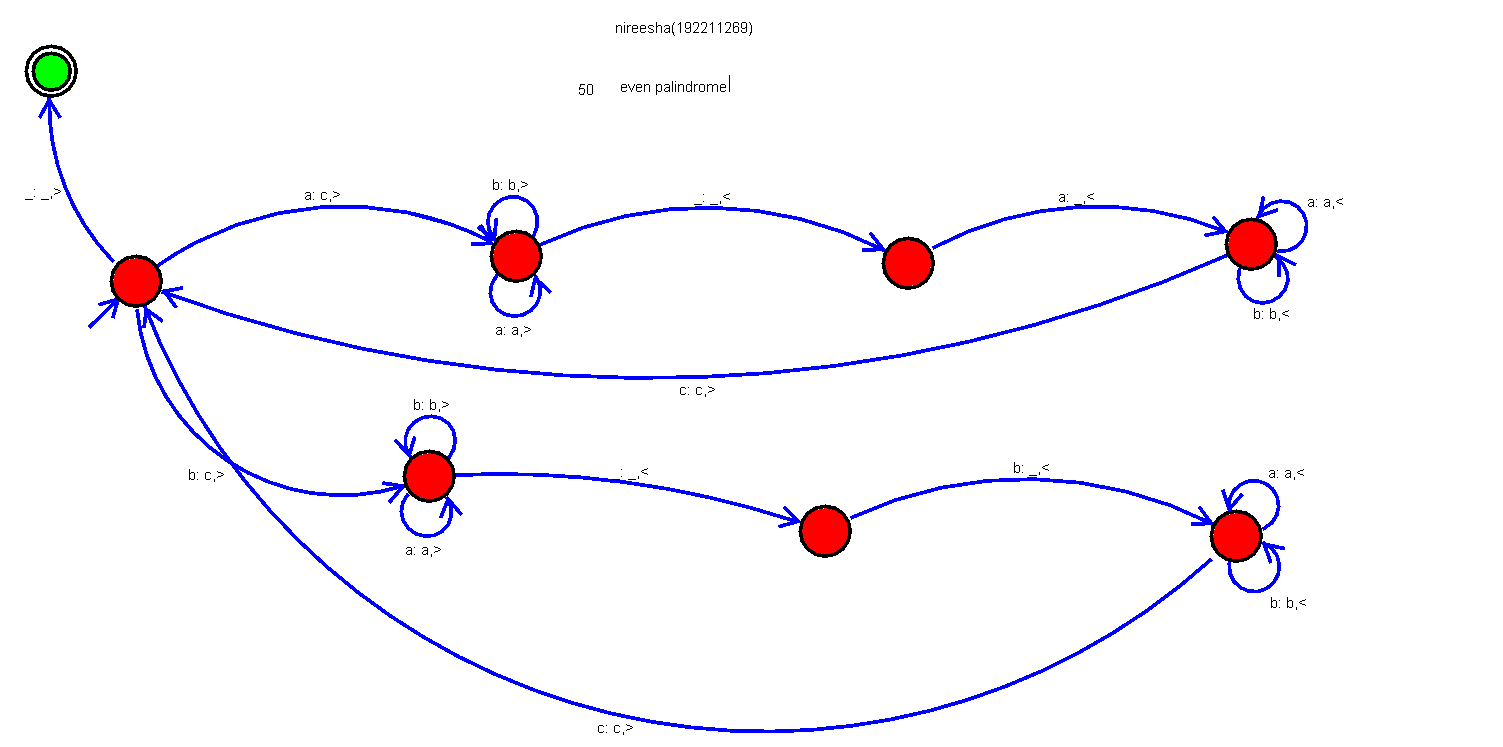 nireesha(192211269)
50 even palindrome
_: _,>
a: c,>
b: b,>
_: _,<
a: _,<
a: a,<
a: a,>
b: b,<
c: c,>
b: b,>
b: c,>
_: _,<
b: _,<
a: a,<
a: a,>
b: b,<
c: c,>